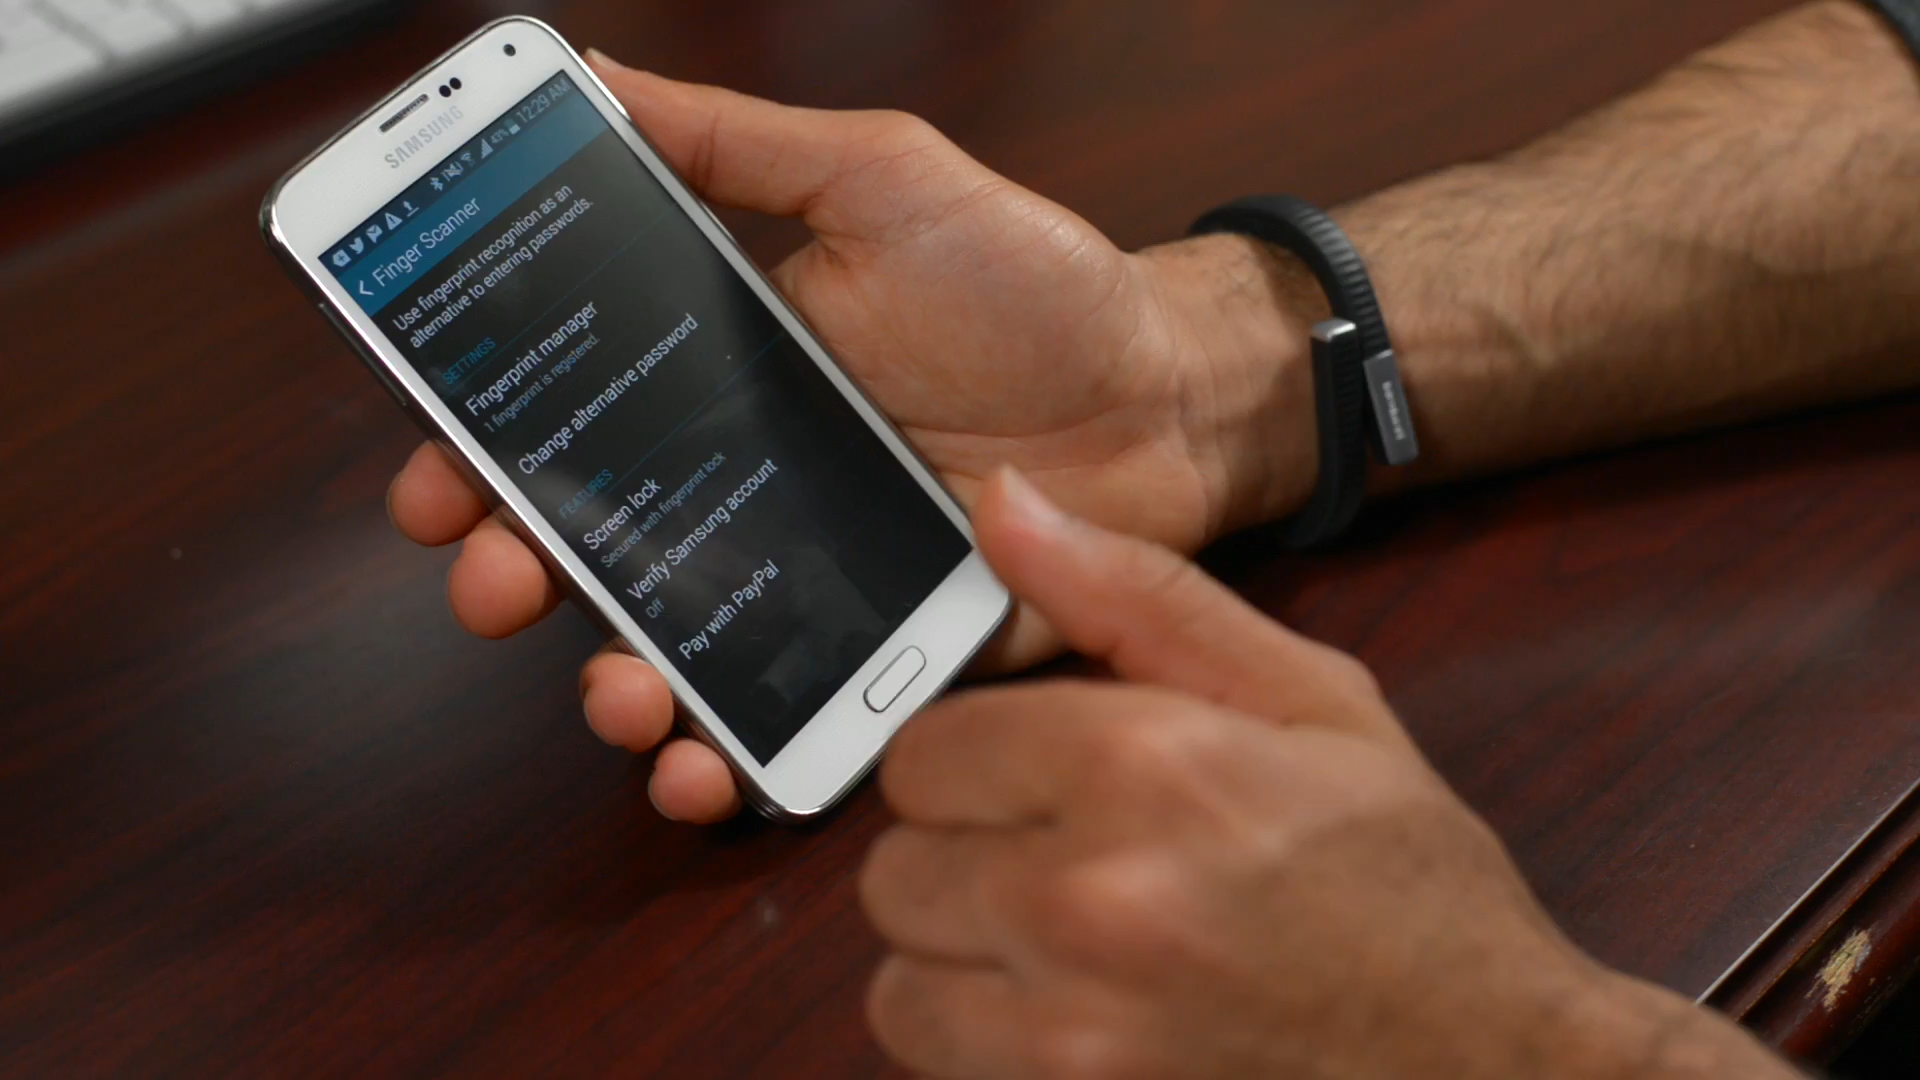 SAMSUNG
43% 12:29 AM
Finger Scanner
Use fingerprint recognition as an
alternative to entering passwords.
SETTINGS
Fingerprint manager
1 fingerprint is registered.
Change alternative password
FEATURES
Screen lock
Secured with fingerprint lock
Verify Samsung account
Off
Pay with PayPal